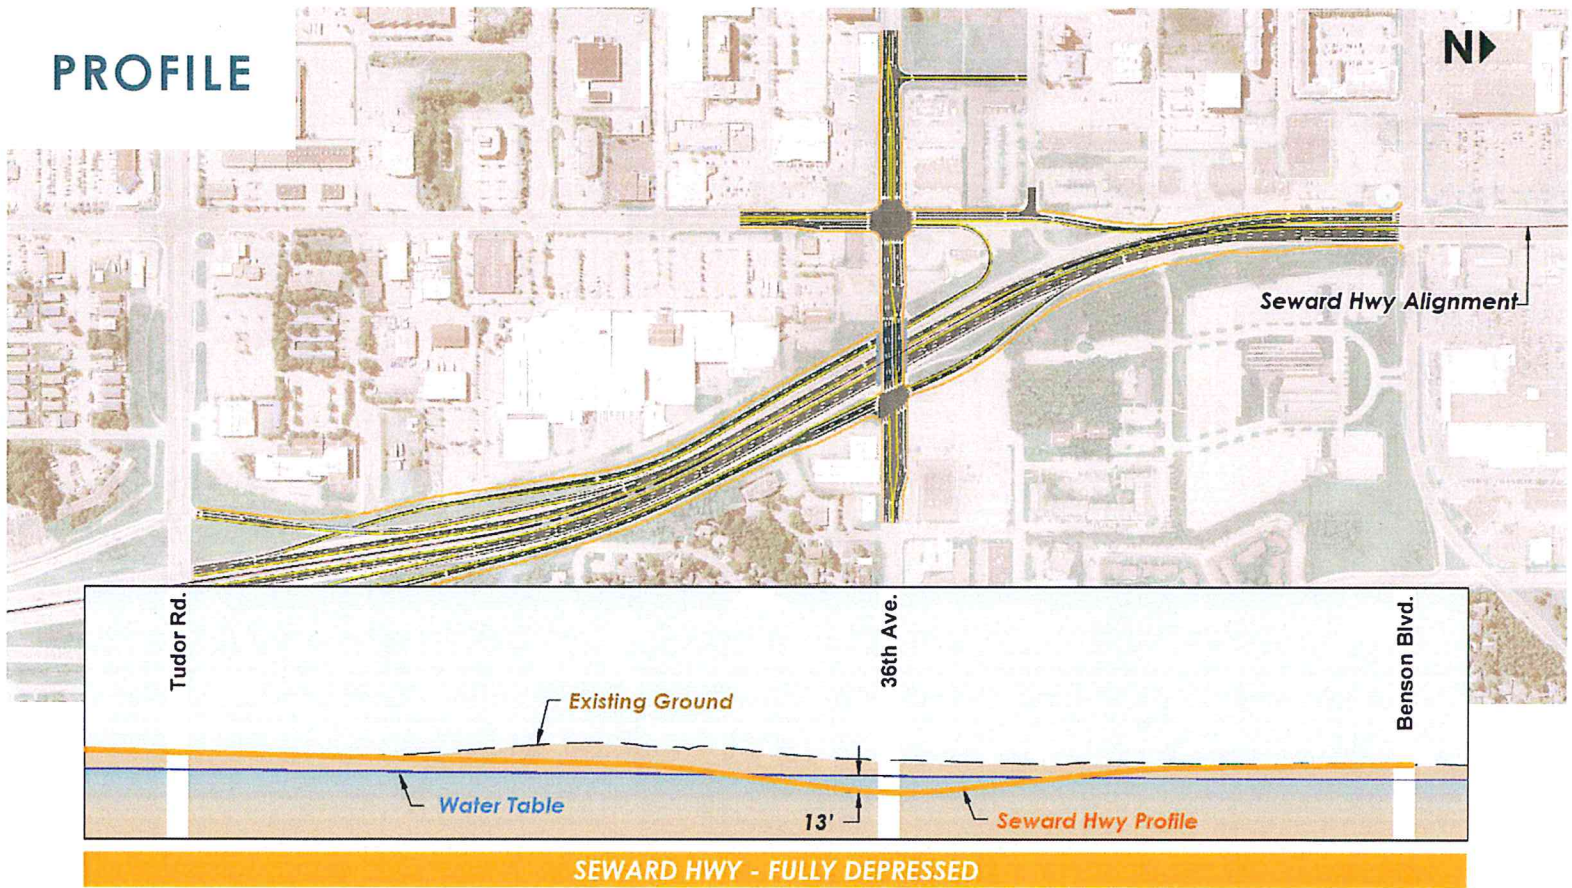 PROFILE
N
Seward Hwy Alignment
Tudor Rd.
36th Ave.
Benson Blvd.
Existing Ground
Water Table
13'
Seward Hwy Profile
SEWARD HWY - FULLY DEPRESSED